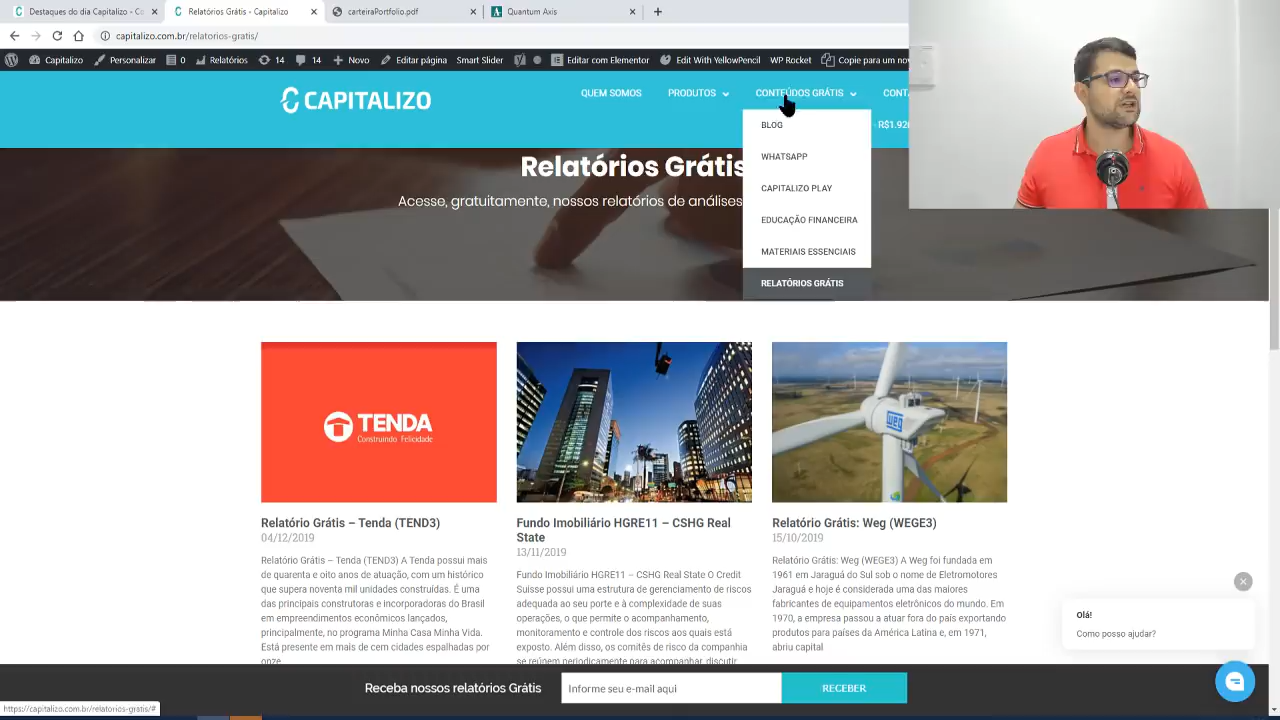 Destaques do dia Capitalizo - Co
Relatórios Grátis - Capitalizo
carteiraPortfolio.pdf
Quantum Axis
capitalizo.com.br/relatorios-gratis/
Capitalizo
Personalizar
0
Relatórios
14
14
Novo
Editar página
Smart Slider
Editar com Elementor
Edit With YellowPencil
WP Rocket
Copie para um nov
CAPITALIZO
QUEM SOMOS
PRODUTOS
CONTEÚDOS GRÁTIS
CONTA
R$1.920
BLOG
WHATSAPP
CAPITALIZO PLAY
EDUCAÇÃO FINANCEIRA
MATERIAIS ESSENCIAIS
RELATÓRIOS GRÁTIS
Relatórios Grátis
Acesse, gratuitamente, nossos relatórios de análises
TENDA
Construindo Felicidade
weg
Relatório Grátis – Tenda (TEND3)
04/12/2019
Relatório Grátis – Tenda (TEND3) A Tenda possui mais
de quarenta e oito anos de atuação, com um histórico
que supera noventa mil unidades construídas. É uma
das principais construtoras e incorporadoras do Brasil
em empreendimentos econômicos lançados,
principalmente, no programa Minha Casa Minha Vida.
Está presente em mais de cem cidades espalhadas por
onze
Fundo Imobiliário HGRE11 – CSHG Real
State
13/11/2019
Fundo Imobiliário HGRE11 – CSHG Real State O Credit
Suisse possui uma estrutura de gerenciamento de riscos
adequada ao seu porte e à complexidade de suas
operações, o que permite o acompanhamento,
monitoramento e controle dos riscos aos quais está
exposto. Além disso, os comitês de risco da companhia
se reúnem periodicamente para acompanhar, discutir
Relatório Grátis: Weg (WEGE3)
15/10/2019
Relatório Grátis: Weg (WEGE3) A Weg foi fundada em
1961 em Jaraguá do Sul sob o nome de Eletromotores
Jaraguá e hoje é considerada uma das maiores
fabricantes de equipamentos eletrônicos do mundo. Em
1970, a empresa passou a atuar fora do país exportando
produtos para países da América Latina e, em 1971,
abriu capital
Olá!
Como posso ajudar?
Receba nossos relatórios Grátis
Informe seu e-mail aqui
RECEBER
https://capitalizo.com.br/relatorios-gratis/#